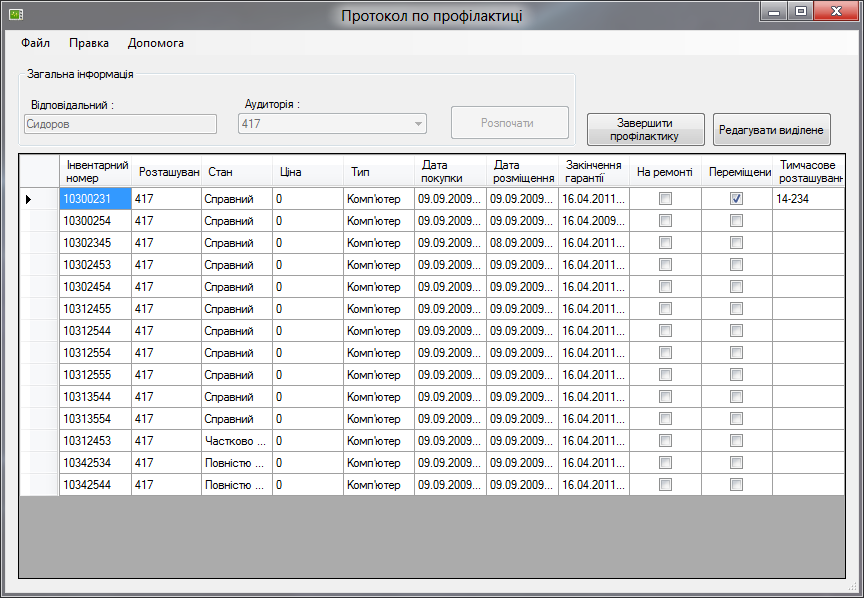 Протокол по профілактиці
Файл Правка Допомога
Загальна інформація
Відповідальний :
Аудиторія :
Сидоров
417
Розпочати
Завершити
профілактику
Редагувати виділене
Інвентарний номер Розташуван Стан Ціна Тип Дата покупки Дата розміщення Закінчення гарантії На ремонті Переміщени Тимчасове розташуванн
10300231 417 Справний 0 Комп'ютер 09.09.2009... 09.09.2009... 16.04.2011... 14-234
10300254 417 Справний 0 Комп'ютер 09.09.2009... 09.09.2009... 16.04.2009...
10302345 417 Справний 0 Комп'ютер 09.09.2009... 08.09.2009... 16.04.2011...
10302453 417 Справний 0 Комп'ютер 09.09.2009... 09.09.2009... 16.04.2011...
10302454 417 Справний 0 Комп'ютер 09.09.2009... 09.09.2009... 16.04.2011...
10312455 417 Справний 0 Комп'ютер 09.09.2009... 09.09.2009... 16.04.2011...
10312544 417 Справний 0 Комп'ютер 09.09.2009... 09.09.2009... 16.04.2011...
10312554 417 Справний 0 Комп'ютер 09.09.2009... 09.09.2009... 16.04.2011...
10312555 417 Справний 0 Комп'ютер 09.09.2009... 09.09.2009... 16.04.2011...
10313544 417 Справний 0 Комп'ютер 09.09.2009... 09.09.2009... 16.04.2011...
10313554 417 Справний 0 Комп'ютер 09.09.2009... 09.09.2009... 16.04.2011...
10312453 417 Частково ... 0 Комп'ютер 09.09.2009... 09.09.2009... 16.04.2011...
10342534 417 Повністю ... 0 Комп'ютер 09.09.2009... 09.09.2009... 16.04.2011...
10342544 417 Повністю ... 0 Комп'ютер 09.09.2009... 09.09.2009... 16.04.2011...